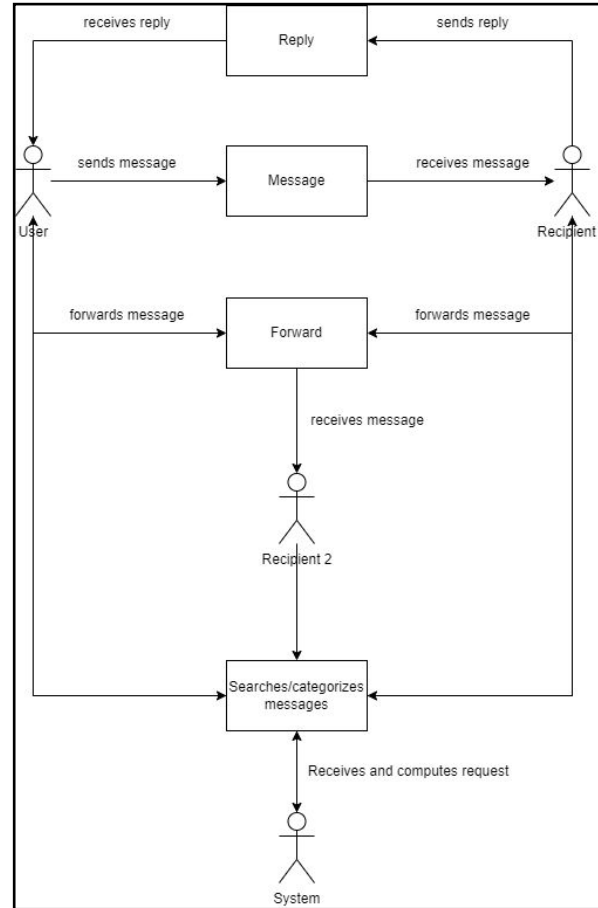 receives reply
Reply
sends reply
sends message
Message
receives message
User
Recipient
forwards message
Forward
forwards message
receives message
Recipient 2
Searches/categorizes
messages
Receives and computes request
System